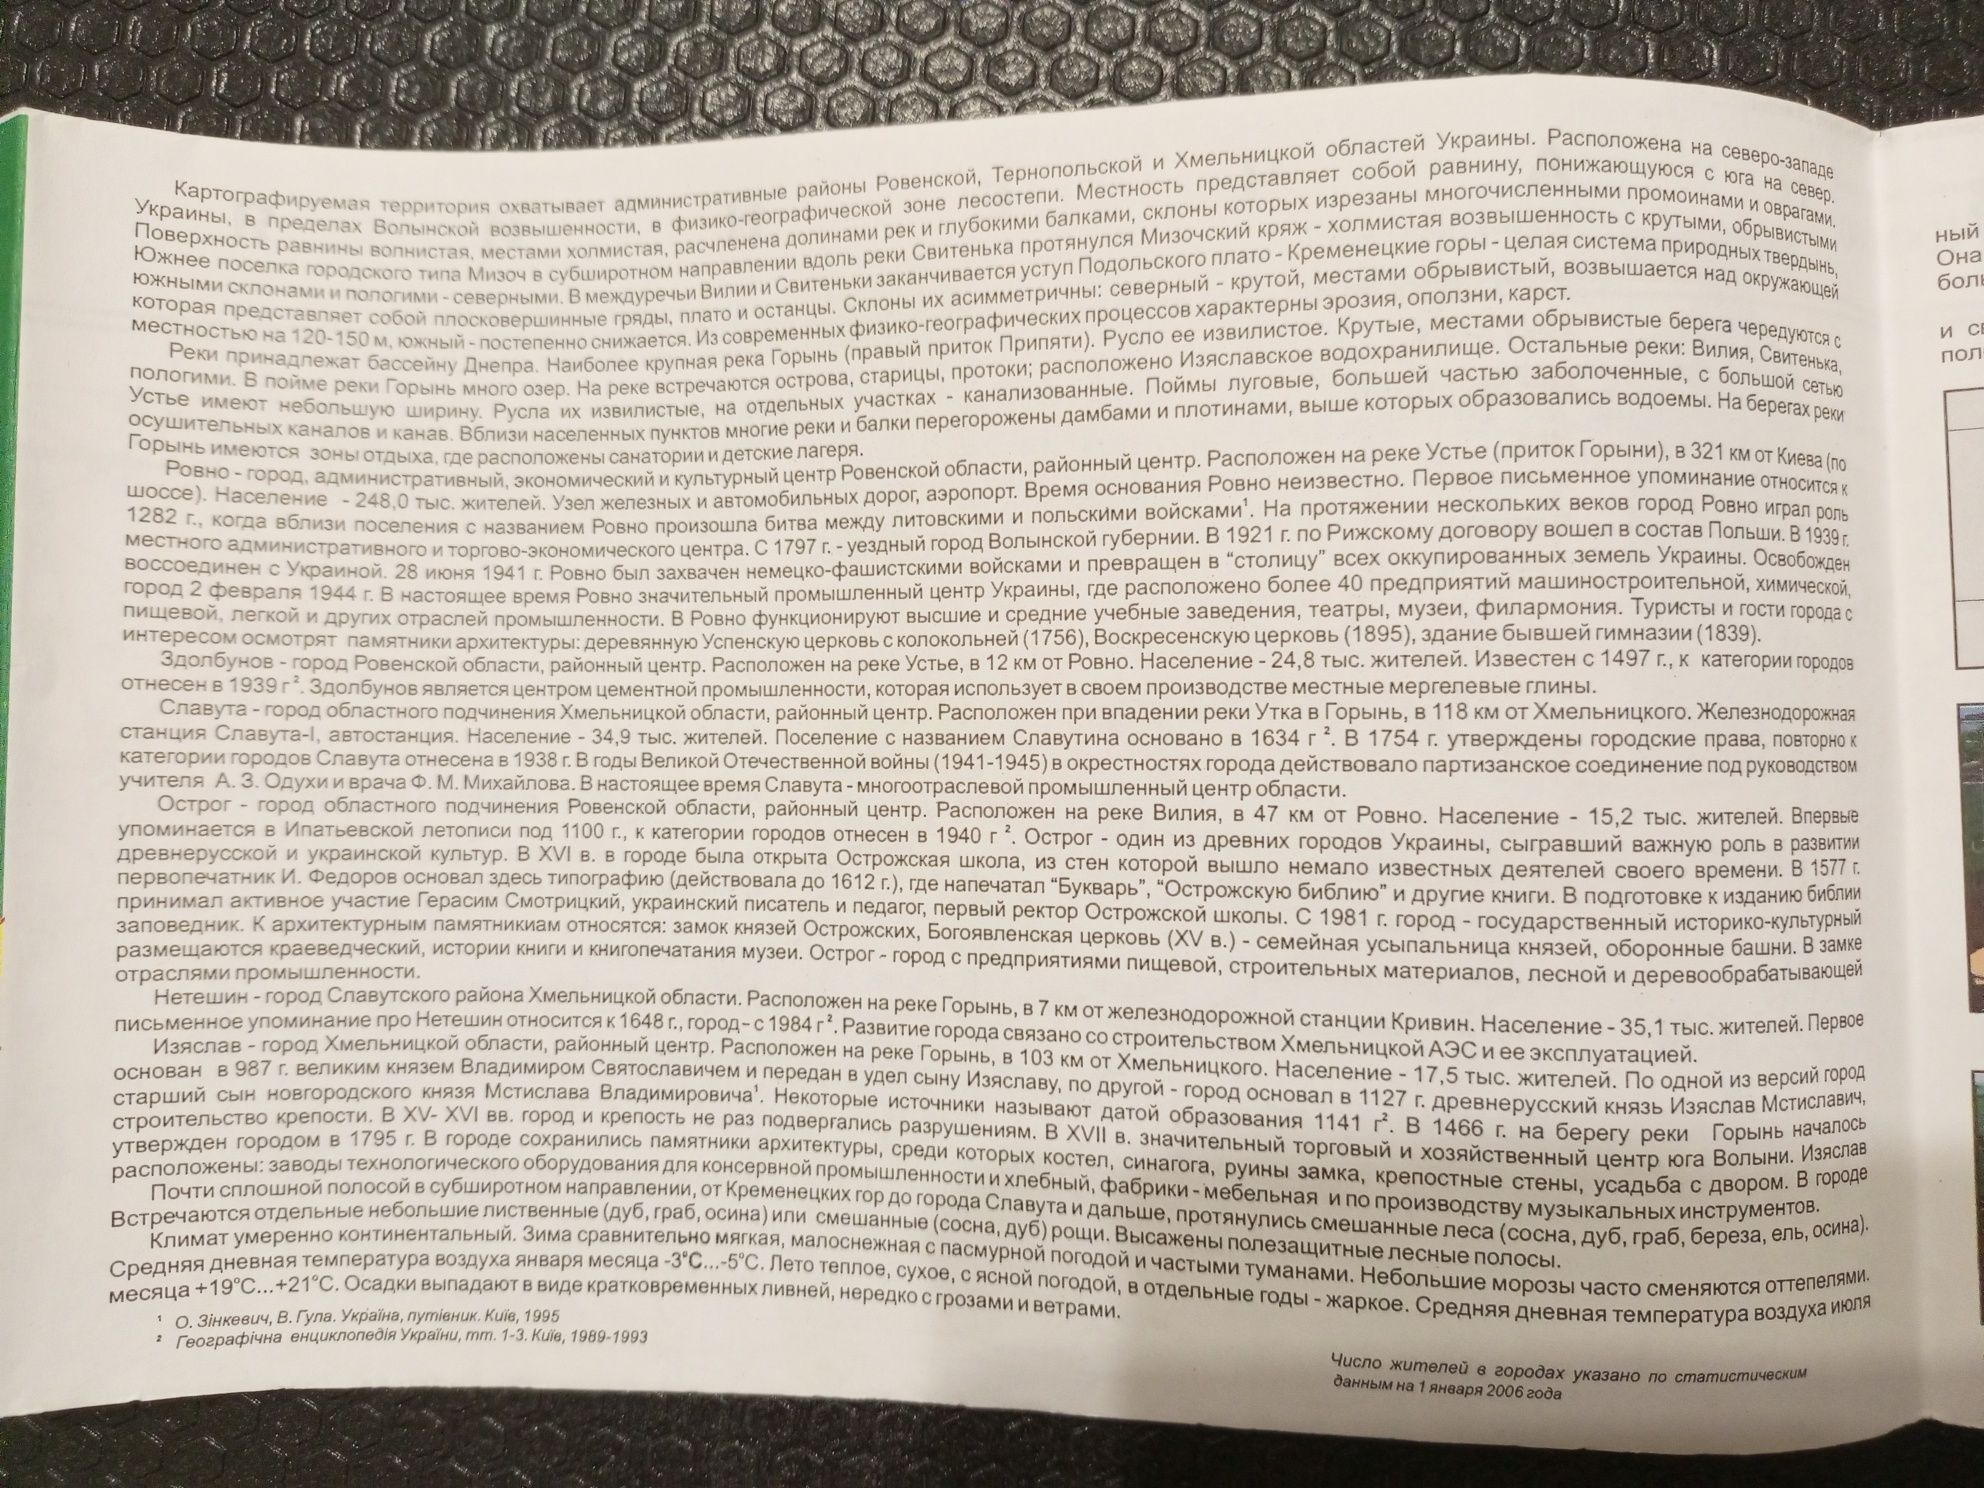 Картографируемая территория охватывает административные районы Ровенской, Тернопольской и Хмельницкой областей Украины. Расположена на северо-западе
Украины, в пределах Волынской возвышенности, в физико-географической зоне лесостепи. Местность представляет собой равнину, понижающуюся с юга на север.
Поверхность равнины волнистая, местами холмистая, расчленена долинами рек и глубокими балками, склоны которых изрезаны многочисленными промоинами и оврагами.
Южнее поселка городского типа Мизоч в субширотном направлении вдоль реки Свитенька протянулся Мизочский кряж - холмистая возвышенность с крутыми, обрывистыми
южными склонами и пологими - северными. В междуречьи Вилии и Свитеньки заканчивается уступ Подольского плато - Кременецкие горы - целая система природных твердынь,
которая представляет собой плосковершинные гряды, плато и останцы. Склоны их асимметричны: северный - крутой, местами обрывистый, возвышается над окружающей
местностью на 120-150 м, южный - постепенно снижается. Из современных физико-географических процессов характерны эрозия, оползни, карст.
Реки принадлежат бассейну Днепра. Наиболее крупная река Горынь (правый приток Припяти). Русло ее извилистое. Крутые, местами обрывистые берега чередуются с
пологими. В пойме реки Горынь много озер. На реке встречаются острова, старицы, протоки; расположено Изяславское водохранилище. Остальные реки: Вилия, Свитенька,
Устье имеют небольшую ширину. Русла их извилистые, на отдельных участках - канализованные. Поймы луговые, большей частью заболоченные, с большой сетью
осушительных каналов и канав. Вблизи населенных пунктов многие реки и балки перегорожены дамбами и плотинами, выше которых образовались водоемы. На берегах реки
Горынь имеются зоны отдыха, где расположены санатории и детские лагеря.
Ровно - город, административный, экономический и культурный центр Ровенской области, районный центр. Расположен на реке Устье (приток Горыни), в 321 км от Киева (по
шоссе). Население - 248,0 тыс. жителей. Узел железных и автомобильных дорог, аэропорт. Время основания Ровно неизвестно. Первое письменное упоминание относится к
1282 г., когда вблизи поселения с названием Ровно произошла битва между литовскими и польскими войсками¹. На протяжении нескольких веков город Ровно играл роль
местного административного и торгово-экономического центра. С 1797 г. - уездный город Волынской губернии. В 1921 г. по Рижскому договору вошел в состав Польши. В 1939 г.
воссоединен с Украиной. 28 июня 1941 г. Ровно был захвачен немецко-фашистскими войсками и превращен в “столицу” всех оккупированных земель Украины. Освобожден
город 2 февраля 1944 г. В настоящее время Ровно значительный промышленный центр Украины, где расположено более 40 предприятий машиностроительной, химической,
пищевой, легкой и других отраслей промышленности. В Ровно функционируют высшие и средние учебные заведения, театры, музеи, филармония. Туристы и гости города с
интересом осмотрят памятники архитектуры: деревянную Успенскую церковь с колокольней (1756), Воскресенскую церковь (1895), здание бывшей гимназии (1839).
Здолбунов - город Ровенской области, районный центр. Расположен на реке Устье, в 12 км от Ровно. Население - 24,8 тыс. жителей. Известен с 1497 г., к категории городов
отнесен в 1939 г². Здолбунов является центром цементной промышленности, которая использует в своем производстве местные мергелевые глины.
Славута - город областного подчинения Хмельницкой области, районный центр. Расположен при впадении реки Утка в Горынь, в 118 км от Хмельницкого. Железнодорожная
станция Славута-I, автостанция. Население - 34,9 тыс. жителей. Поселение с названием Славутина основано в 1634 г ². В 1754 г. утверждены городские права, повторно к
категории городов Славута отнесена в 1938 г. В годы Великой Отечественной войны (1941-1945) в окрестностях города действовало партизанское соединение под руководством
учителя А. З. Одухи и врача Ф. М. Михайлова. В настоящее время Славута - многоотраслевой промышленный центр области.
Острог - город областного подчинения Ровенской области, районный центр. Расположен на реке Вилия, в 47 км от Ровно. Население - 15,2 тыс. жителей. Впервые
упоминается в Ипатьевской летописи под 1100 г., к категории городов отнесен в 1940 г ². Острог - один из древних городов Украины, сыгравший важную роль в развитии
древнерусской и украинской культур. В XVI в. в городе была открыта Острожская школа, из стен которой вышло немало известных деятелей своего времени. В 1577 г.
первопечатник И. Федоров основал здесь типографию (действовала до 1612 г.), где напечатал “Букварь”, “Острожскую библию” и другие книги. В подготовке к изданию библии
принимал активное участие Герасим Смотрицкий, украинский писатель и педагог, первый ректор Острожской школы. С 1981 г. город - государственный историко-культурный
заповедник. К архитектурным памятникиам относятся: замок князей Острожских, Богоявленская церковь (XV в.) - семейная усыпальница князей, оборонные башни. В замке
размещаются краеведческий, истории книги и книгопечатания музеи. Острог - город с предприятиями пищевой, строительных материалов, лесной и деревообрабатывающей
отраслями промышленности.
Нетешин - город Славутского района Хмельницкой области. Расположен на реке Горынь, в 7 км от железнодорожной станции Кривин. Население - 35,1 тыс. жителей. Первое
письменное упоминание про Нетешин относится к 1648 г., город - с 1984 г². Развитие города связано со строительством Хмельницкой АЭС и ее эксплуатацией.
Изяслав - город Хмельницкой области, районный центр. Расположен на реке Горынь, в 103 км от Хмельницкого. Население - 17,5 тыс. жителей. По одной из версий город
основан в 987 г. великим князем Владимиром Святославичем и передан в удел сыну Изяславу, по другой - город основал в 1127 г. древнерусский князь Изяслав Мстиславич,
старший сын новгородского князя Мстислава Владимировича¹. Некоторые источники называют датой образования 1141 г². В 1466 г. на берегу реки Горынь началось
строительство крепости. В XV- XVI вв. город и крепость не раз подвергались разрушениям. В XVII в. значительный торговый и хозяйственный центр юга Волыни. Изяслав
утвержден городом в 1795 г. В городе сохранились памятники архитектуры, среди которых костел, синагога, руины замка, крепостные стены, усадьба с двором. В городе
расположены: заводы технологического оборудования для консервной промышленности и хлебный, фабрики - мебельная и по производству музыкальных инструментов.
Почти сплошной полосой в субширотном направлении, от Кременецких гор до города Славута и дальше, протянулись смешанные леса (сосна, дуб, граб, береза, ель, осина).
Встречаются отдельные небольшие лиственные (дуб, граб, осина) или смешанные (сосна, дуб) рощи. Высажены полезащитные лесные полосы.
Климат умеренно континентальный. Зима сравнительно мягкая, малоснежная с пасмурной погодой и частыми туманами. Небольшие морозы часто сменяются оттепелями.
Средняя дневная температура воздуха января месяца -3°С...-5°С. Лето теплое, сухое, с ясной погодой, в отдельные годы - жаркое. Средняя дневная температура воздуха июля
месяца +19°С...+21°С. Осадки выпадают в виде кратковременных ливней, нередко с грозами и ветрами.
¹ О. Зінкевич, В. Гула. Україна, путівник. Київ, 1995
² Географічна енциклопедія України, тт. 1-3. Київ, 1989-1993
Число жителей в городах указано по статистическим
данным на 1 января 2006 года
ный
Она